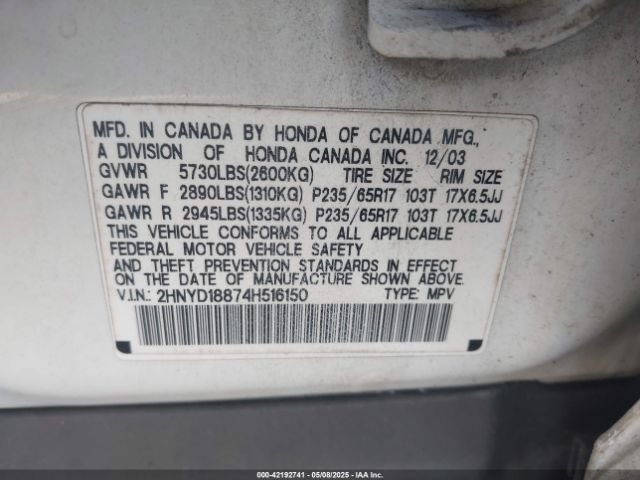 MFD. IN CANADA BY HONDA OF CANADA MFG.,
A DIVISION OF HONDA CANADA INC. 12/03
GVWR 5730LBS(2600KG) TIRE SIZE RIM SIZE
GAWR F 2890LBS(1310KG) P235/65R17 103T 17X6.5JJ
GAWR R 2945LBS(1335KG) P235/65R17 103T 17X6.5JJ
THIS VEHICLE CONFORMS TO ALL APPLICABLE
FEDERAL MOTOR VEHICLE SAFETY
AND THEFT PREVENTION STANDARDS IN EFFECT
ON THE DATE OF MANUFACTURE SHOWN ABOVE.
V.I.N.: 2HNYD18874H516150 TYPE: MPV
000-42192741 - 05/08/2025 - IAA Inc.